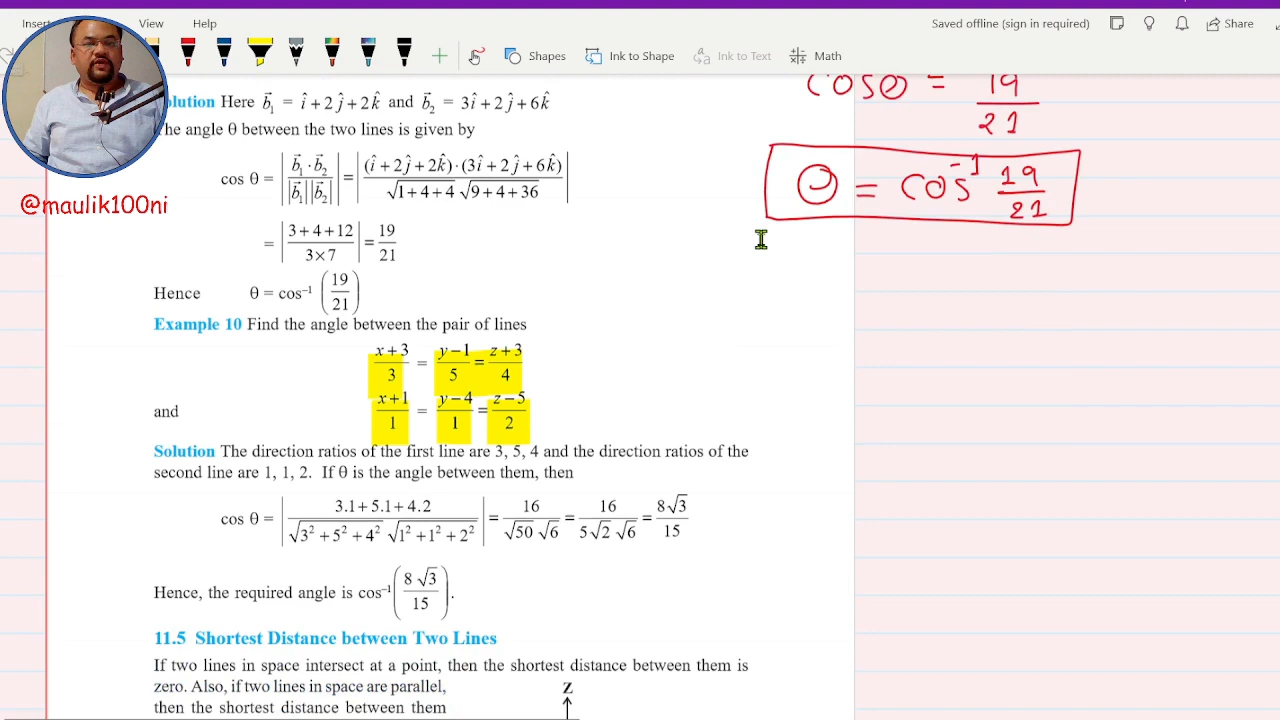 Insert View Help Saved offline (sign in required) Share
Shapes Ink to Shape Ink to Text Math
@maulik100ni
cos θ = 19/21
θ = cos⁻¹ 19/21
Solution Here b⃗₁ = î + 2ĵ + 2k̂ and b⃗₂ = 3î + 2ĵ + 6k̂
The angle θ between the two lines is given by
cos θ = |b⃗₁ · b⃗₂ / |b⃗₁| |b⃗₂|| = |(î + 2ĵ + 2k̂) · (3î + 2ĵ + 6k̂) / √1+4+4 √9+4+36|
= |3+4+12 / 3×7| = 19/21
Hence θ = cos⁻¹ (19/21)
Example 10 Find the angle between the pair of lines
x+3/3 = y−1/5 = z+3/4
and x+1/1 = y−4/1 = z−5/2
Solution The direction ratios of the first line are 3, 5, 4 and the direction ratios of the
second line are 1, 1, 2. If θ is the angle between them, then
cos θ = |3.1+5.1+4.2 / √3²+5²+4² √1²+1²+2²| = 16/√50 √6 = 16/5√2 √6 = 8√3/15
Hence, the required angle is cos⁻¹(8√3/15).
11.5 Shortest Distance between Two Lines
If two lines in space intersect at a point, then the shortest distance between them is
zero. Also, if two lines in space are parallel,
then the shortest distance between them
Z